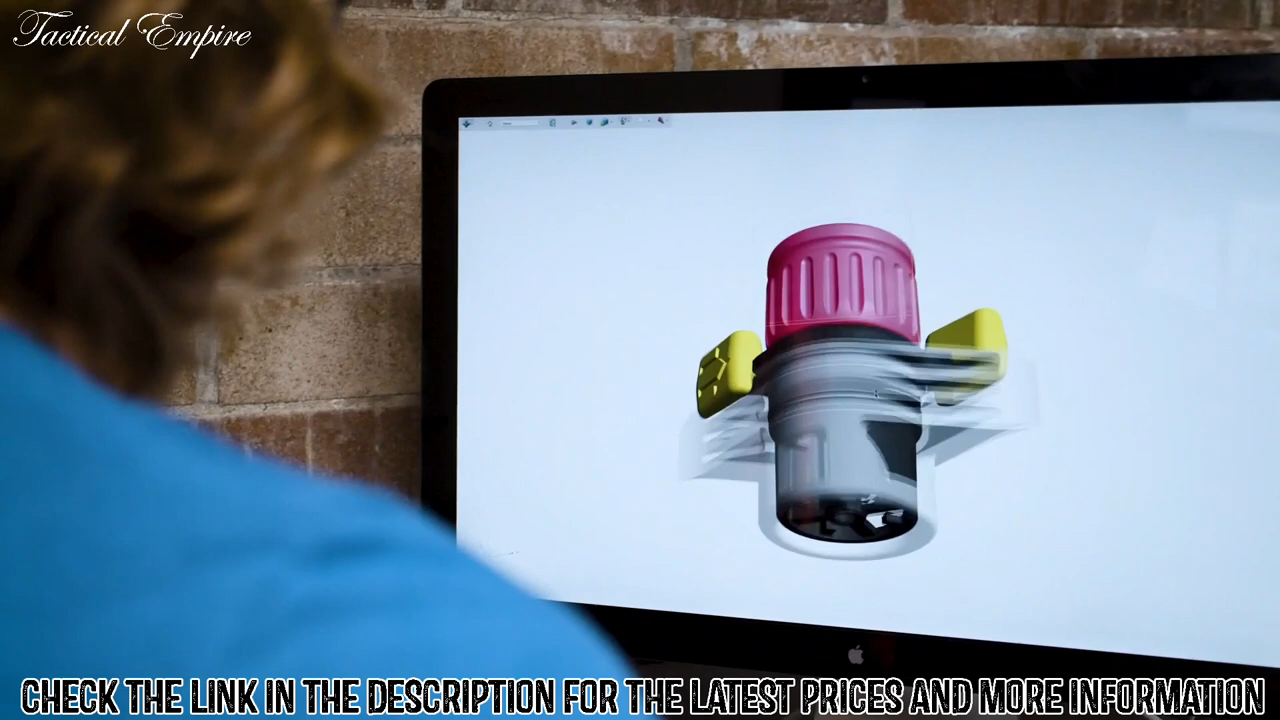 Tactical Empire
CHECK THE LINK IN THE DESCRIPTION FOR THE LATEST PRICES AND MORE INFORMATION